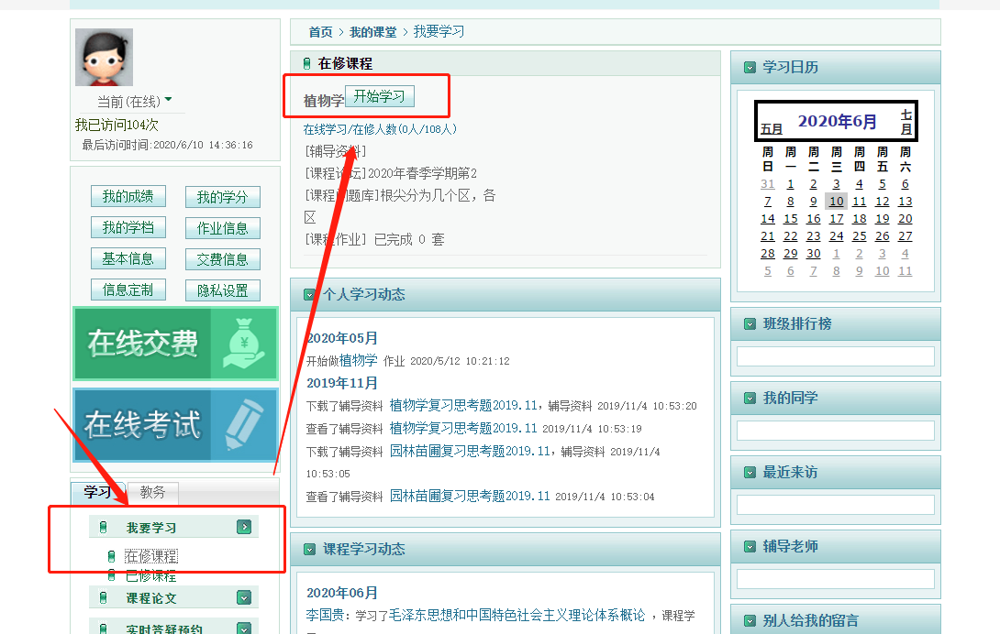 当前(在线)
我已访问104次
最后访问时间:2020/6/10 14:36:16
我的成绩 我的学分
我的学档 作业信息
基本信息 交费信息
信息定制 隐私设置
在线交费
¥
在线考试
学习 教务
我要学习
在修课程
已修课程
课程论文
实时答疑预约
首页 > 我的课堂 > 我要学习
在修课程
植物学 开始学习
在线学习/在修人数(0人/108人)
[辅导资料]
[课程论坛]2020年春季学期第2
[课程问题库]根尖分为几个区，各
区
[课程作业] 已完成 0 套
个人学习动态
2020年05月
开始做植物学 作业 2020/5/12 10:21:12
2019年11月
下载了辅导资料 植物学复习思考题2019.11，辅导资料 2019/11/4 10:53:20
查看了辅导资料 植物学复习思考题2019.11 2019/11/4 10:53:19
下载了辅导资料 园林苗圃复习思考题2019.11，辅导资料 2019/11/4
10:53:05
查看了辅导资料 园林苗圃复习思考题2019.11 2019/11/4 10:53:04
课程学习动态
2020年06月
李国贵：学习了毛泽东思想和中国特色社会主义理论体系概论 ，课程学
学习日历
五月 2020年6月 七月
周日 周一 周二 周三 周四 周五 周六
31 1 2 3 4 5 6
7 8 9 10 11 12 13
14 15 16 17 18 19 20
21 22 23 24 25 26 27
28 29 30 1 2 3 4
5 6 7 8 9 10 11
班级排行榜
我的同学
最近来访
辅导老师
别人给我的留言